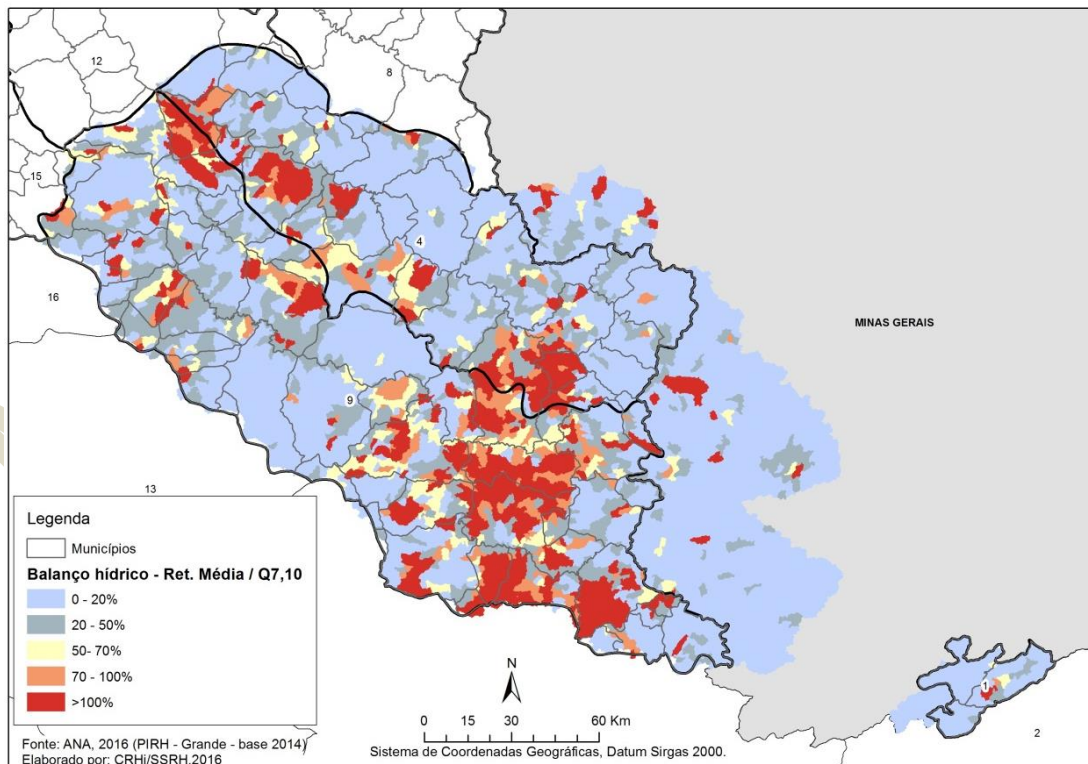 12
8
15
4
16
MINAS GERAIS
9
13
Legenda
Municípios
Balanço hídrico - Ret. Média / Q7,10
0 - 20%
20 - 50%
50- 70%
70 - 100%
>100%
N
0 15 30 60 Km
1
2
Fonte: ANA, 2016 (PIRH - Grande - base 2014)
Elaborado por: CRHi/SSRH,2016
Sistema de Coordenadas Geográficas, Datum Sirgas 2000.